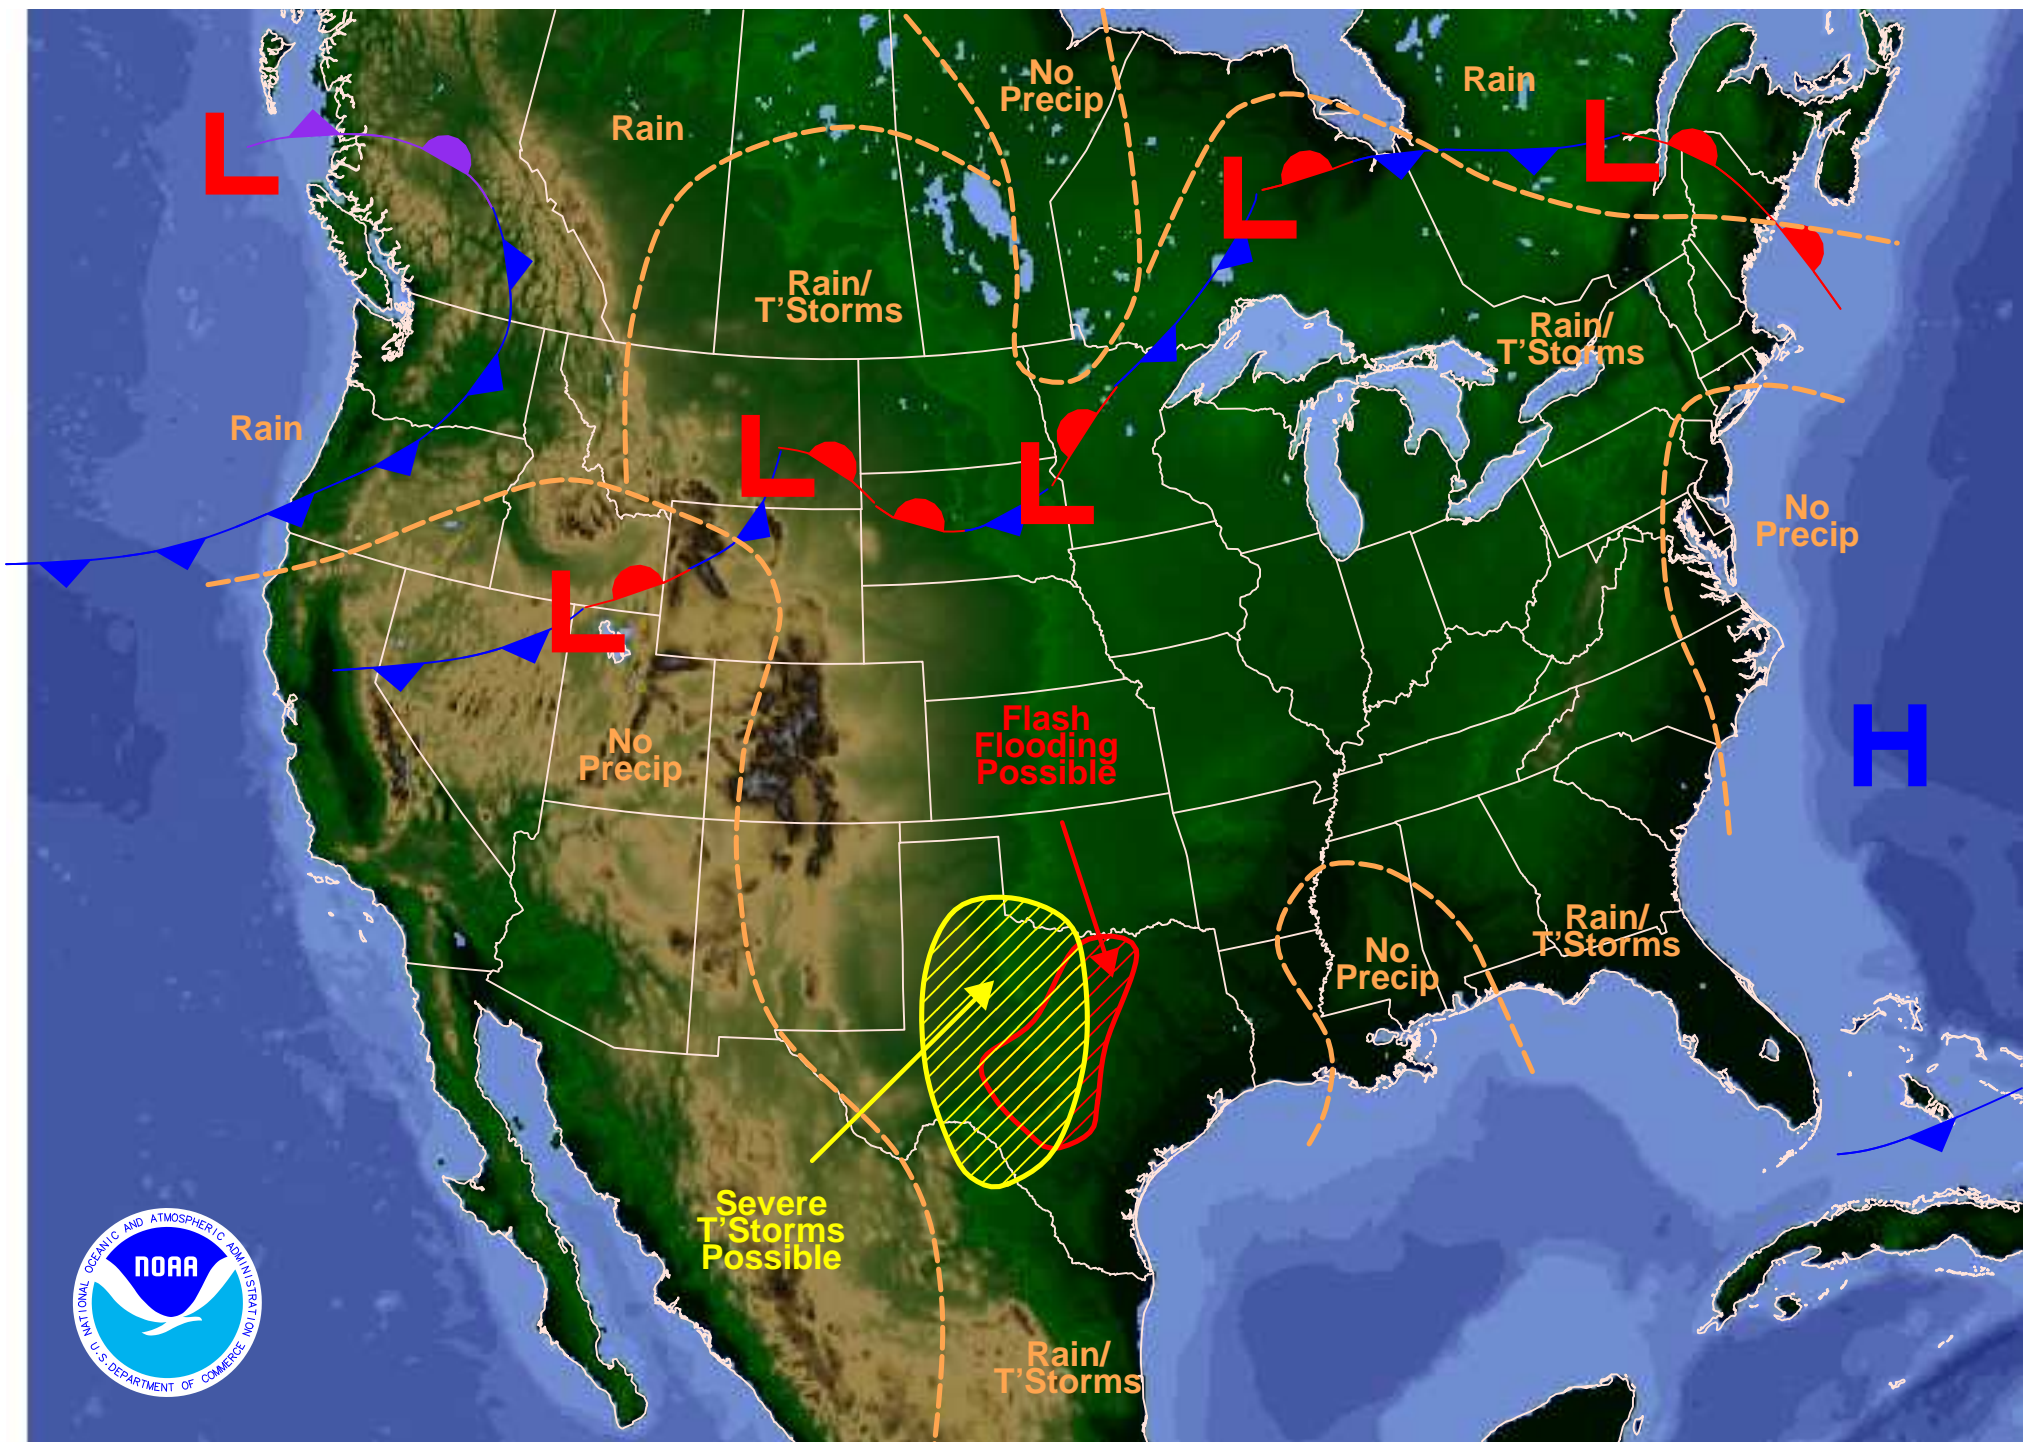 No
Precip
Rain
Rain
L
L
L
Rain/
T'Storms
Rain/
T'Storms
Rain
L
L
No
Precip
L
Flash
Flooding
Possible
H
No
Precip
Rain/
T'Storms
No
Precip
Severe
T'Storms
Possible
Rain/
T'Storms
NATIONAL OCEANIC AND ATMOSPHERIC ADMINISTRATION
NOAA
U.S. DEPARTMENT OF COMMERCE